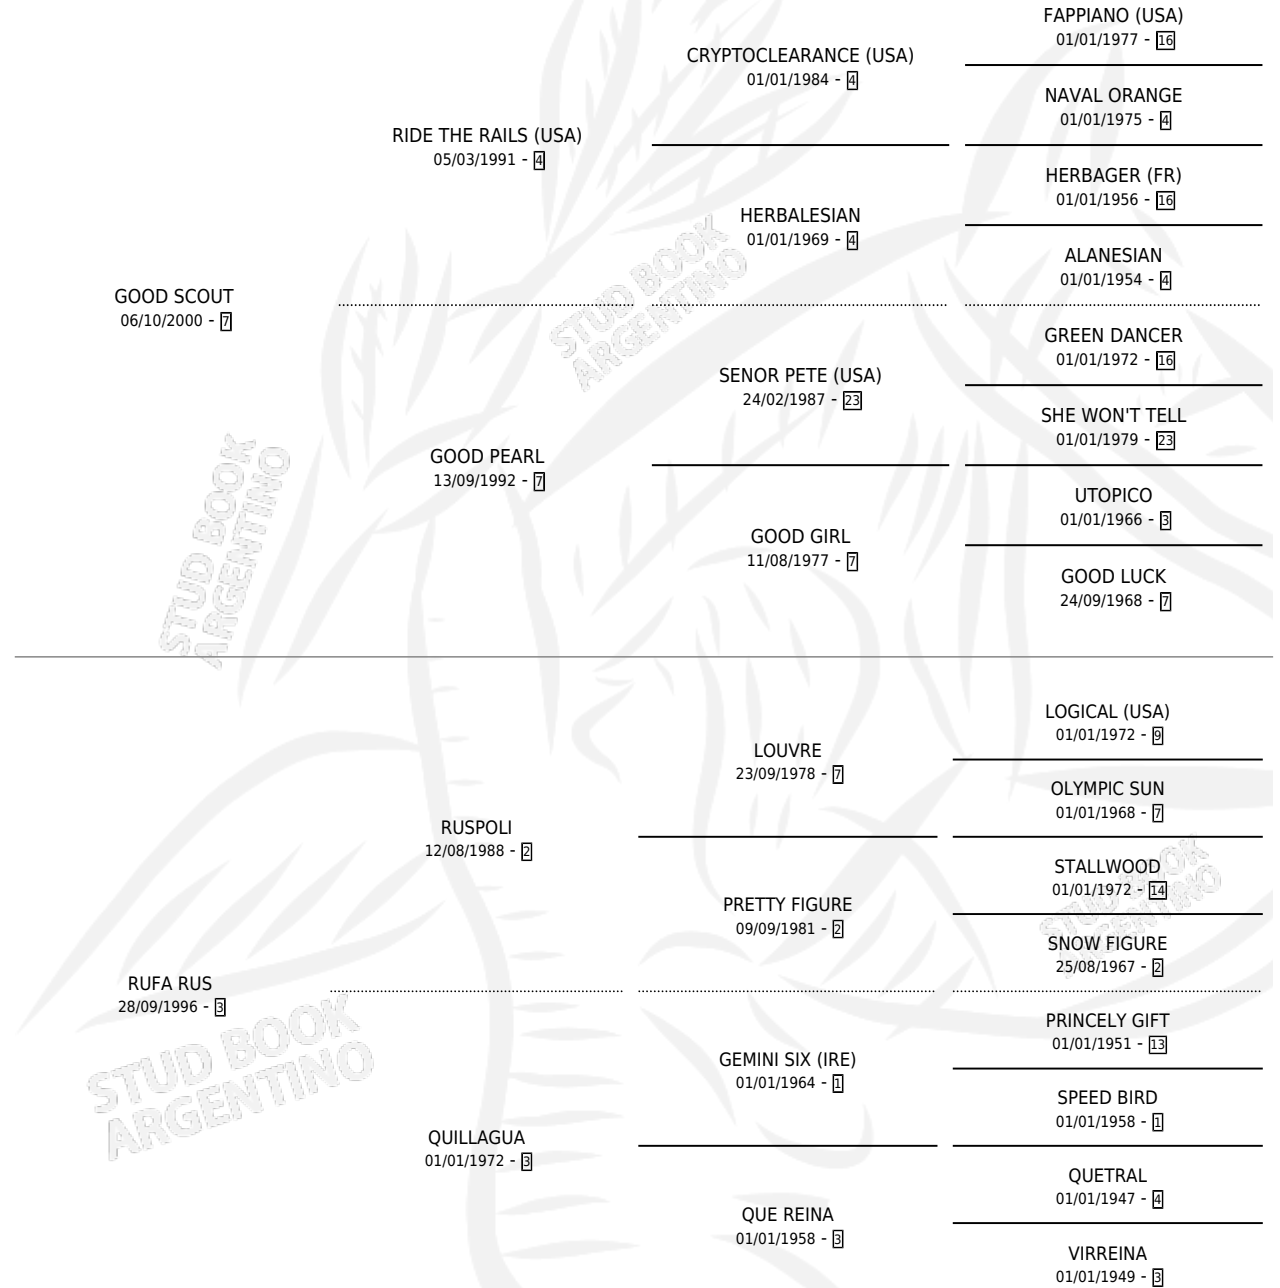 FAPPIANO (USA)
01/01/1977 - 16
CRYPTOCLEARANCE (USA)
01/01/1984 - 4
NAVAL ORANGE
01/01/1975 - 4
RIDE THE RAILS (USA)
05/03/1991 - 4
HERBAGER (FR)
01/01/1956 - 16
HERBALESIAN
01/01/1969 - 4
ALANESIAN
01/01/1954 - 4
GOOD SCOUT
06/10/2000 - 7
GREEN DANCER
01/01/1972 - 16
SENOR PETE (USA)
24/02/1987 - 23
SHE WON'T TELL
01/01/1979 - 23
GOOD PEARL
13/09/1992 - 7
UTOPICO
01/01/1966 - 3
GOOD GIRL
11/08/1977 - 7
GOOD LUCK
24/09/1968 - 7
LOGICAL (USA)
01/01/1972 - 9
LOUVRE
23/09/1978 - 7
OLYMPIC SUN
01/01/1968 - 7
RUSPOLI
12/08/1988 - 2
STALLWOOD
01/01/1972 - 14
PRETTY FIGURE
09/09/1981 - 2
SNOW FIGURE
25/08/1967 - 2
RUFA RUS
28/09/1996 - 3
PRINCELY GIFT
01/01/1951 - 13
GEMINI SIX (IRE)
01/01/1964 - 1
SPEED BIRD
01/01/1958 - 1
QUILLAGUA
01/01/1972 - 3
QUETRAL
01/01/1947 - 4
QUE REINA
01/01/1958 - 3
VIRREINA
01/01/1949 - 3
STUD BOOK
ARGENTINO
STUD BOOK
ARGENTINO
STUD BOOK
ARGENTINO
STUD BOOK
ARGENTINO